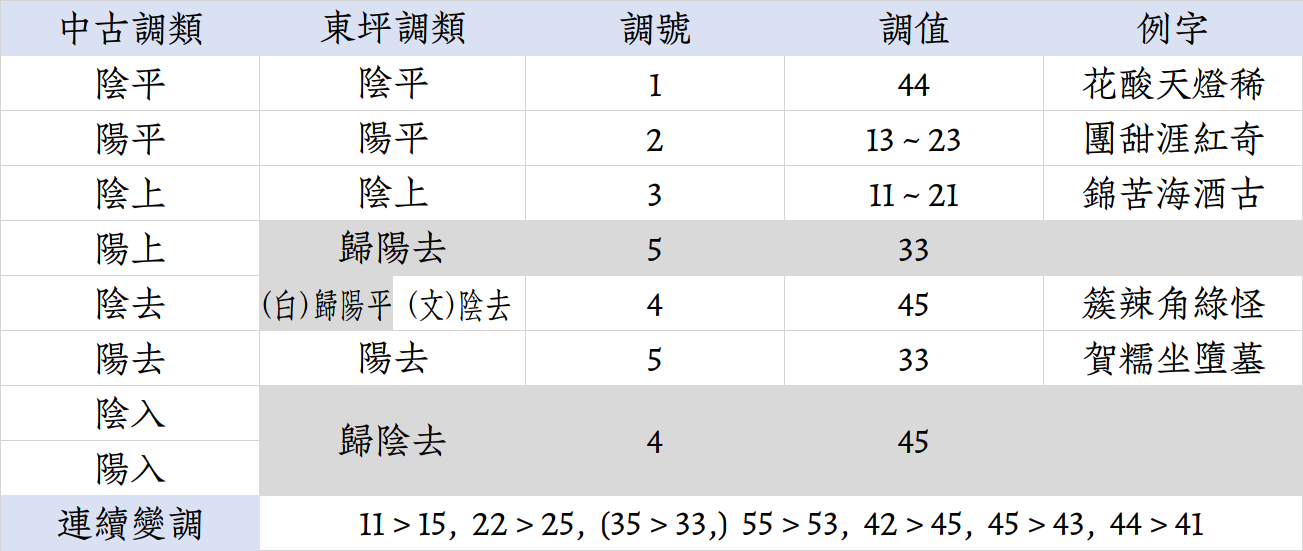 中古調類 東坪調類 調號 調值 例字
陰平 陰平 1 44 花酸天燈稀
陽平 陽平 2 13 ~ 23 團甜涯紅奇
陰上 陰上 3 11 ~ 21 錦苦海酒古
陽上 歸陽去 5 33
陰去 (白)歸陽平 (文)陰去 4 45 簇辣角綠怪
陽去 陽去 5 33 賀糯坐墮墓
陰入 歸陰去 4 45
陽入
連續變調 11 > 15, 22 > 25, (35 > 33,) 55 > 53, 42 > 45, 45 > 43, 44 > 41